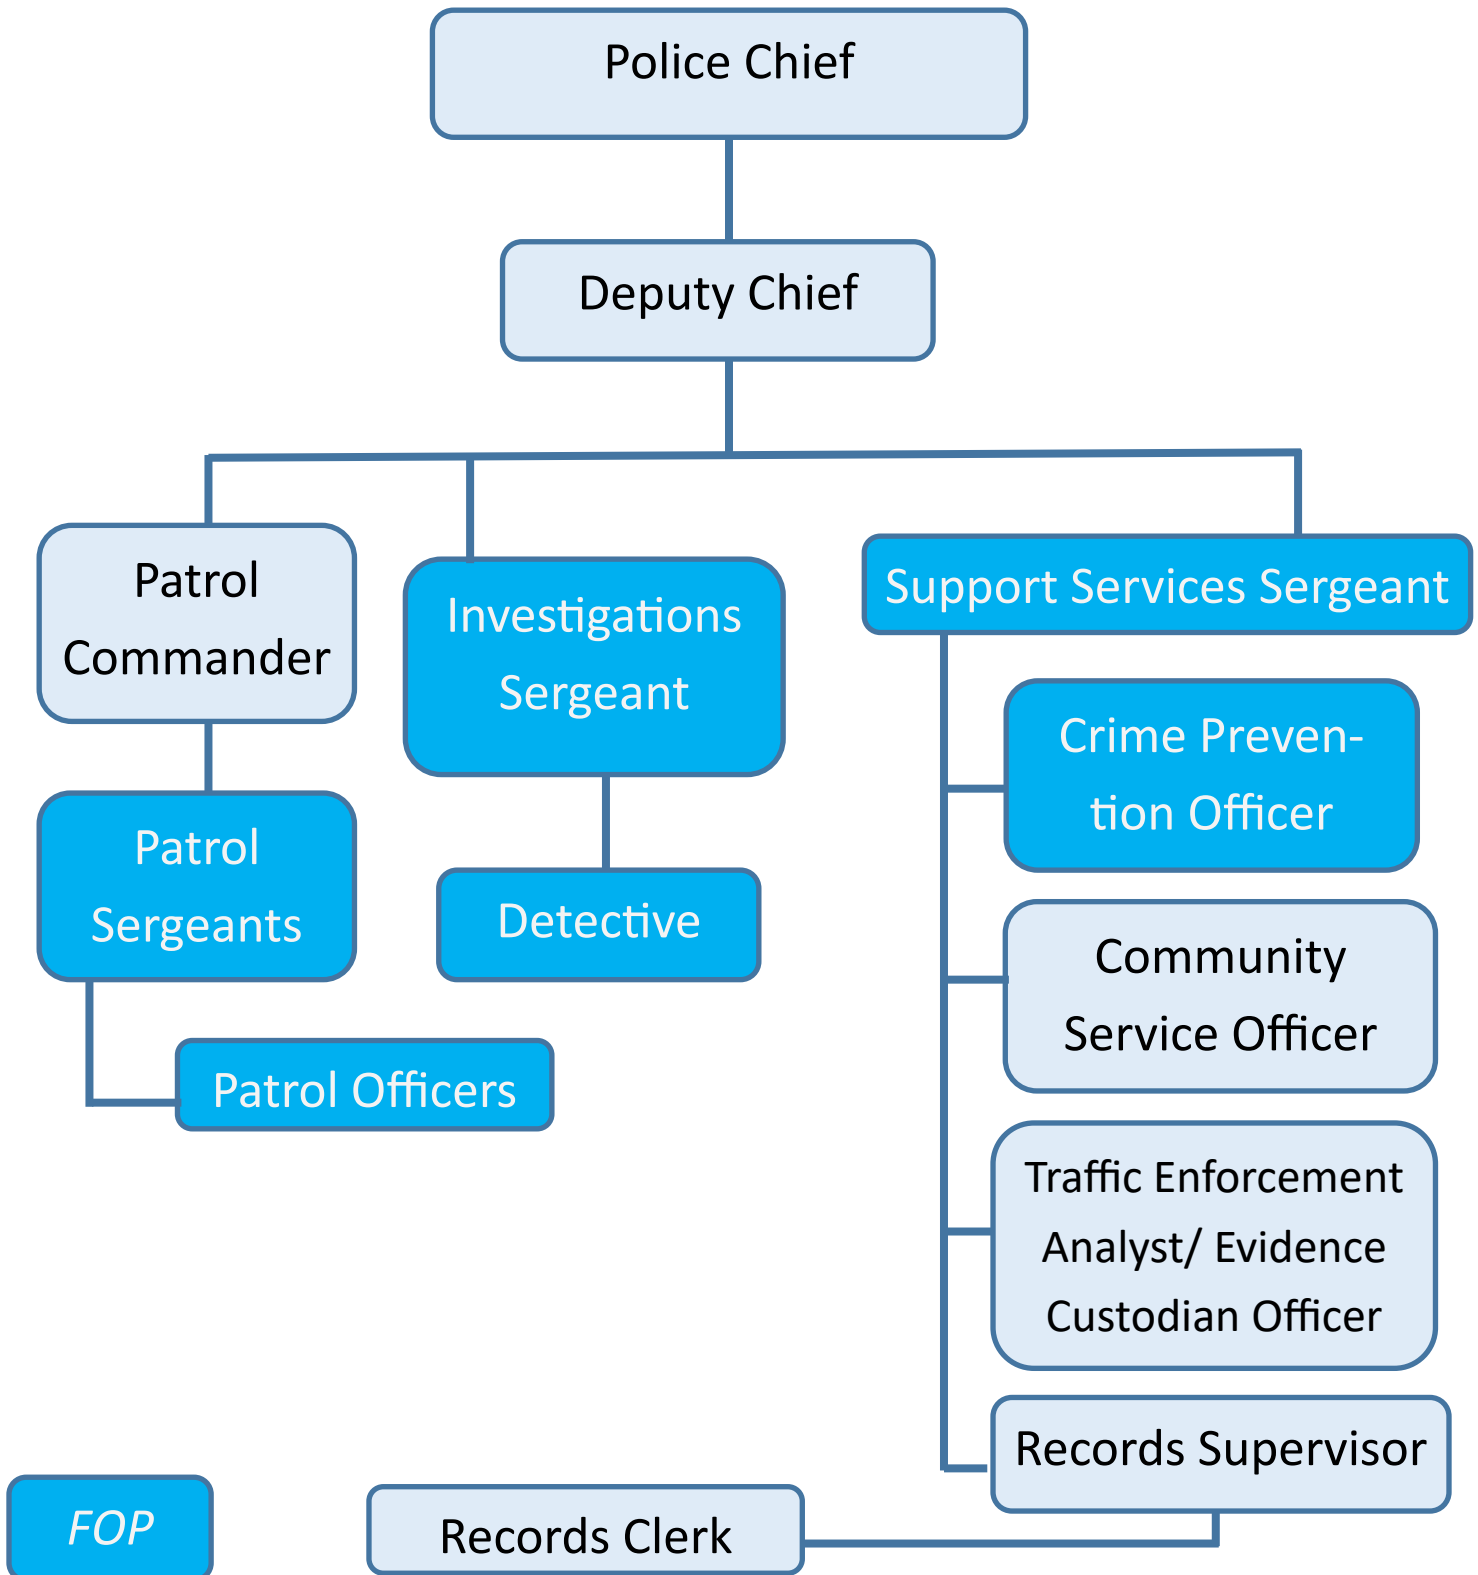 Police Chief
Deputy Chief
Patrol
Commander
Investigations
Sergeant
Support Services Sergeant
Patrol
Sergeants
Detective
Patrol Officers
Crime Preven-
tion Officer
Community
Service Officer
Traffic Enforcement
Analyst/ Evidence
Custodian Officer
Records Supervisor
Records Clerk
FOP